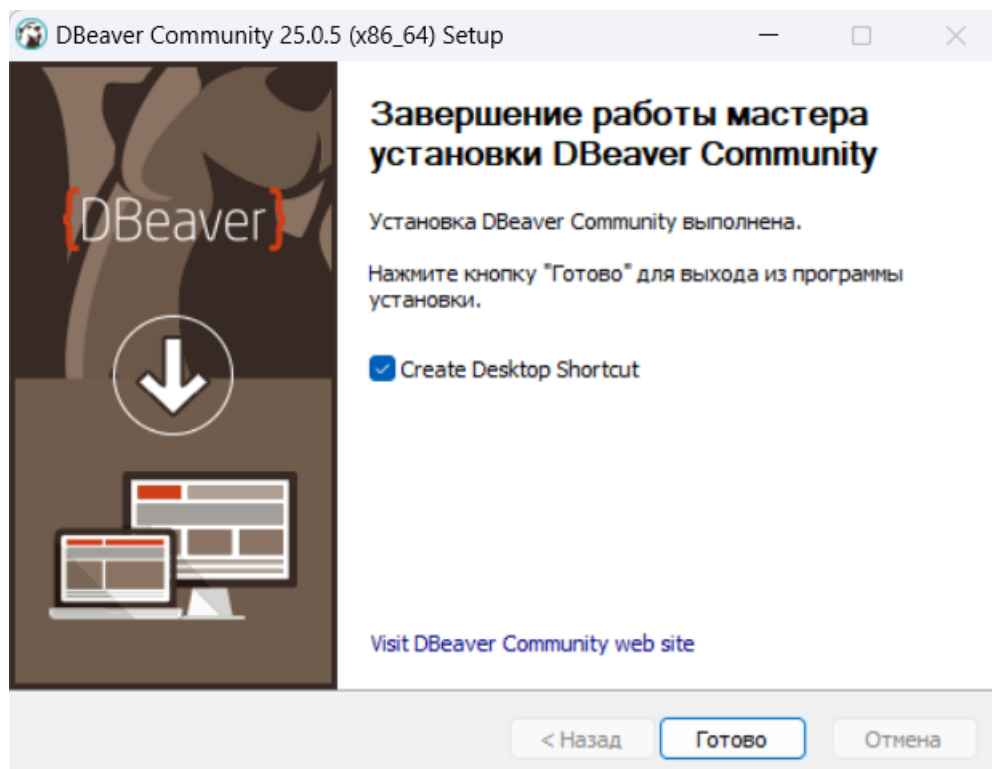 DBeaver Community 25.0.5 (x86_64) Setup
{DBeaver}
Завершение работы мастера
установки DBeaver Community
Установка DBeaver Community выполнена.
Нажмите кнопку "Готово" для выхода из программы
установки.
Create Desktop Shortcut
Visit DBeaver Community web site
< Назад
Готово
Отмена